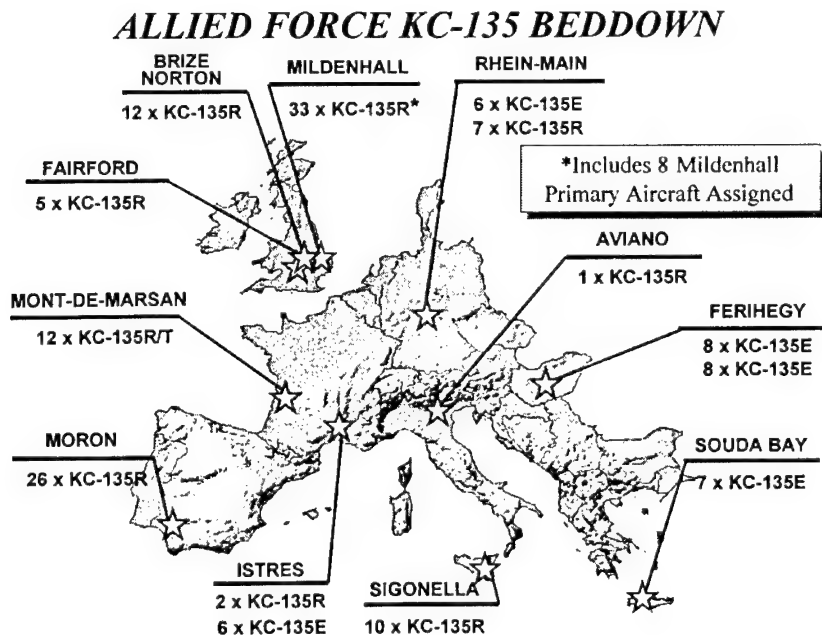 ALLIED FORCE KC-135 BEDDOWN
BRIZE
NORTON
12 x KC-135R
MILDENHALL
33 x KC-135R*
RHEIN-MAIN
6 x KC-135E
7 x KC-135R
*Includes 8 Mildenhall
Primary Aircraft Assigned
FAIRFORD
5 x KC-135R
AVIANO
1 x KC-135R
MONT-DE-MARSAN
12 x KC-135R/T
FERIHEGY
8 x KC-135E
8 x KC-135E
MORON
26 x KC-135R
SOUDA BAY
7 x KC-135E
ISTRES
2 x KC-135R
6 x KC-135E
SIGONELLA
10 x KC-135R